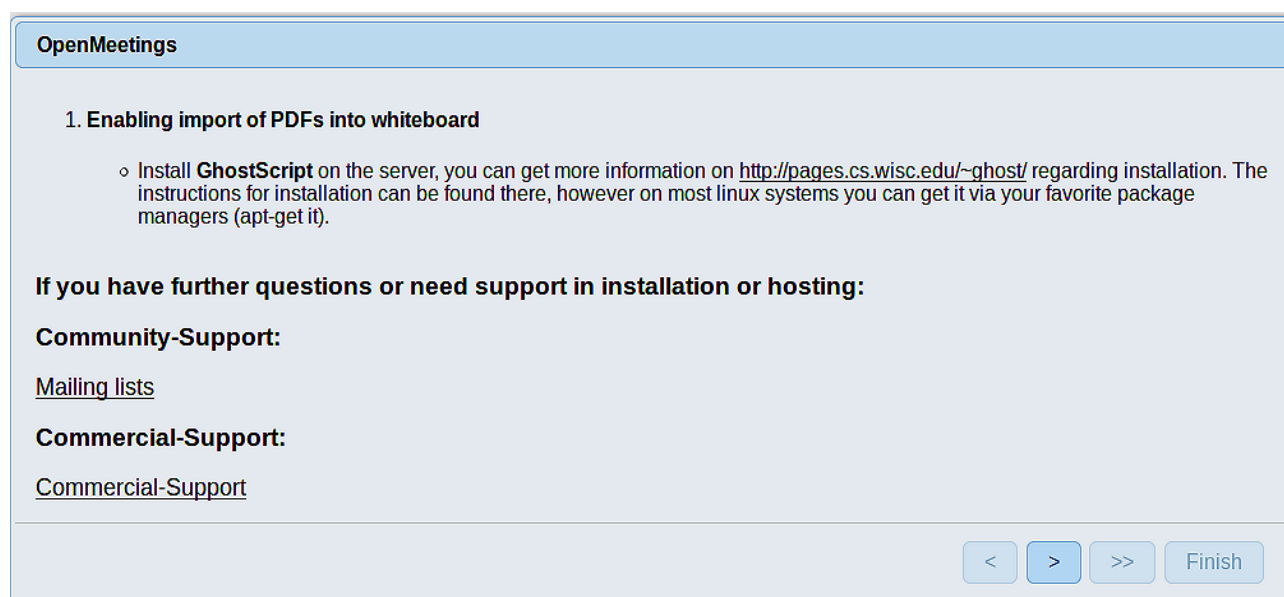 OpenMeetings
1. Enabling import of PDFs into whiteboard
Install GhostScript on the server, you can get more information on http://pages.cs.wisc.edu/~ghost/ regarding installation. The
instructions for installation can be found there, however on most linux systems you can get it via your favorite package
managers (apt-get it).
If you have further questions or need support in installation or hosting:
Community-Support:
Mailing lists
Commercial-Support:
Commercial-Support
< > >> Finish